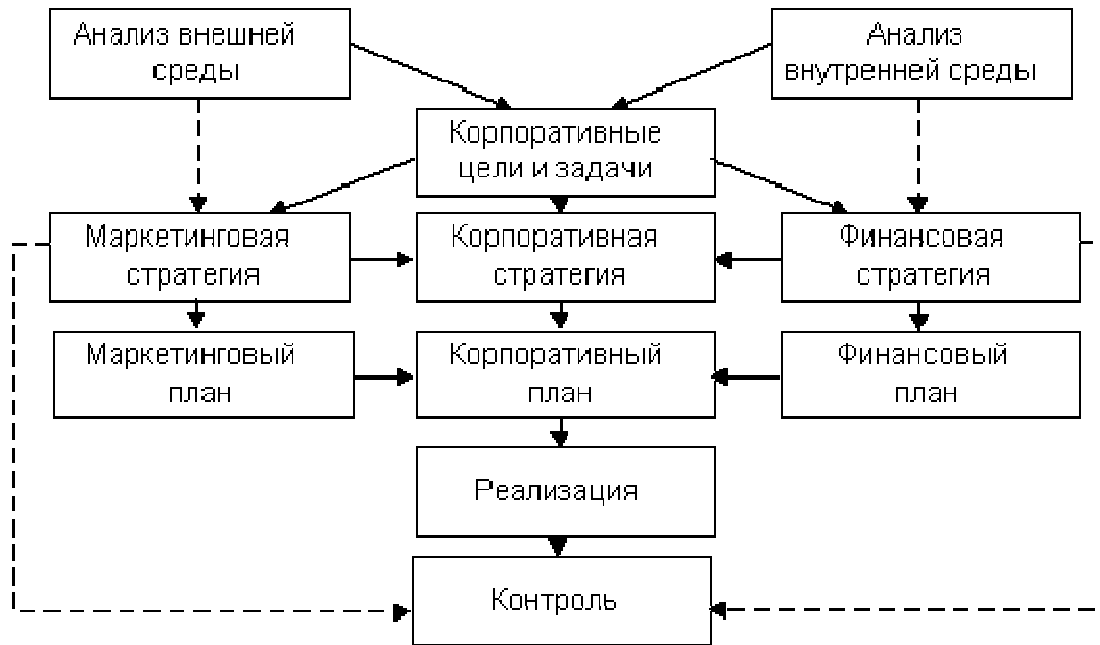 Анализ внешней
среды
Анализ
внутренней среды
Корпоративные
цели и задачи
Маркетинговая
стратегия
Корпоративная
стратегия
Финансовая
стратегия
Маркетинговый
план
Корпоративный
план
Финансовый
план
Реализация
Контроль